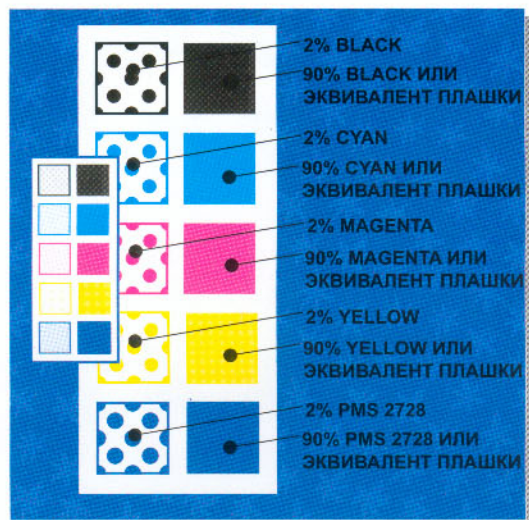 2% BLACK
90% BLACK ИЛИ
ЭКВИВАЛЕНТ ПЛАШКИ
2% CYAN
90% CYAN ИЛИ
ЭКВИВАЛЕНТ ПЛАШКИ
2% MAGENTA
90% MAGENTA ИЛИ
ЭКВИВАЛЕНТ ПЛАШКИ
2% YELLOW
90% YELLOW ИЛИ
ЭКВИВАЛЕНТ ПЛАШКИ
2% PMS 2728
90% PMS 2728 ИЛИ
ЭКВИВАЛЕНТ ПЛАШКИ